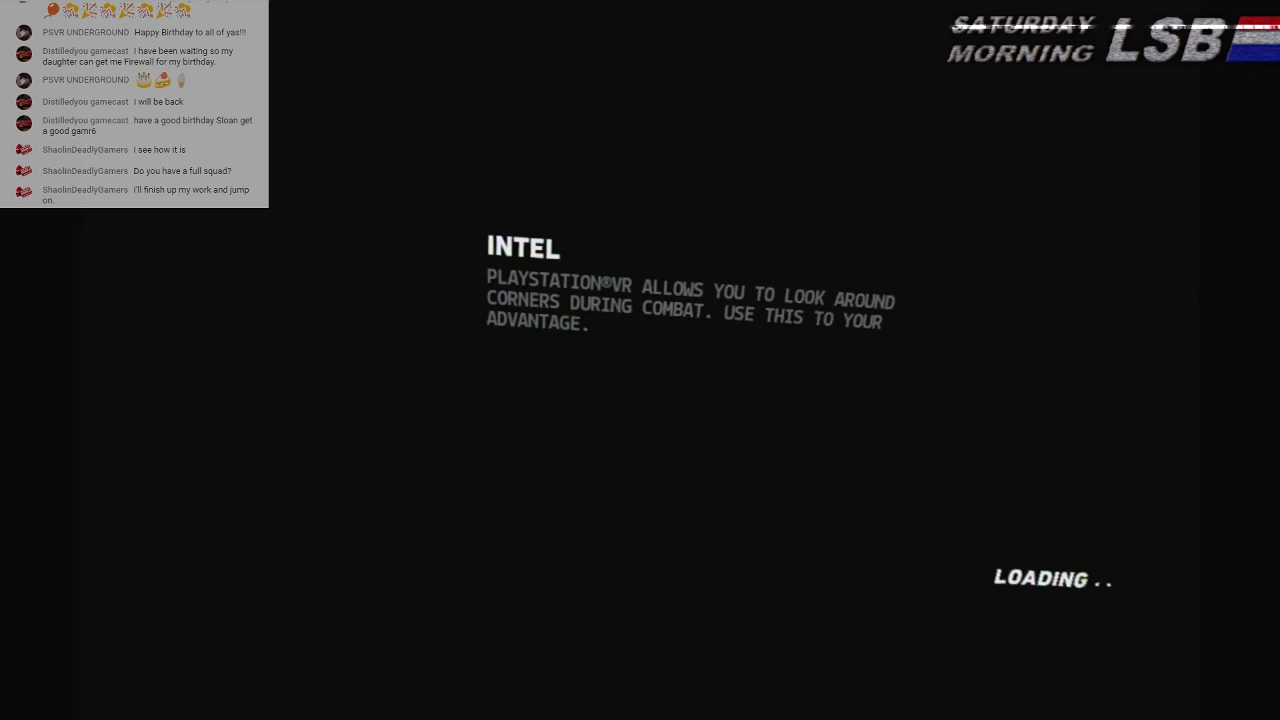 PSVR UNDERGROUND Happy Birthday to all of yas!!!
Distilledyou gamecast I have been waiting so my
daughter can get me Firewall for my birthday.
PSVR UNDERGROUND 🎂🍰🍦
Distilledyou gamecast I will be back
Distilledyou gamecast have a good birthday Sloan get
a good gamr6
ShaolinDeadlyGamers I see how it is
ShaolinDeadlyGamers Do you have a full squad?
ShaolinDeadlyGamers I'll finish up my work and jump
on.
SATURDAY
MORNING LSB
INTEL
PLAYSTATION®VR ALLOWS YOU TO LOOK AROUND
CORNERS DURING COMBAT. USE THIS TO YOUR
ADVANTAGE.
LOADING . .